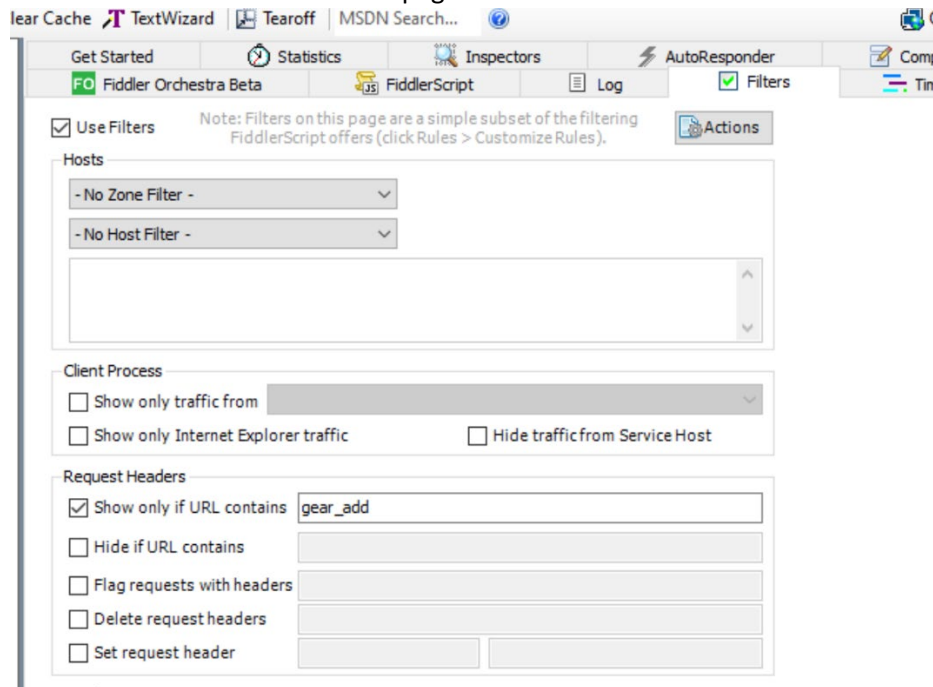 lear Cache TextWizard Tearoff MSDN Search...
Get Started Statistics Inspectors AutoResponder
FO Fiddler Orchestra Beta FiddlerScript Log Filters
Use Filters
Note: Filters on this page are a simple subset of the filtering
FiddlerScript offers (click Rules > Customize Rules).
Actions
Hosts
- No Zone Filter -
- No Host Filter -
Client Process
Show only traffic from
Show only Internet Explorer traffic Hide traffic from Service Host
Request Headers
Show only if URL contains gear_add
Hide if URL contains
Flag requests with headers
Delete request headers
Set request header